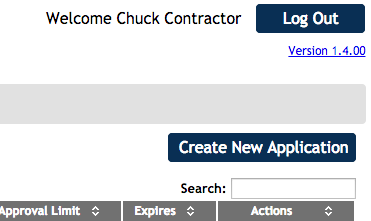 Welcome Chuck Contractor Log Out
Version 1.4.00
Create New Application
Search:
Approval Limit Expires Actions